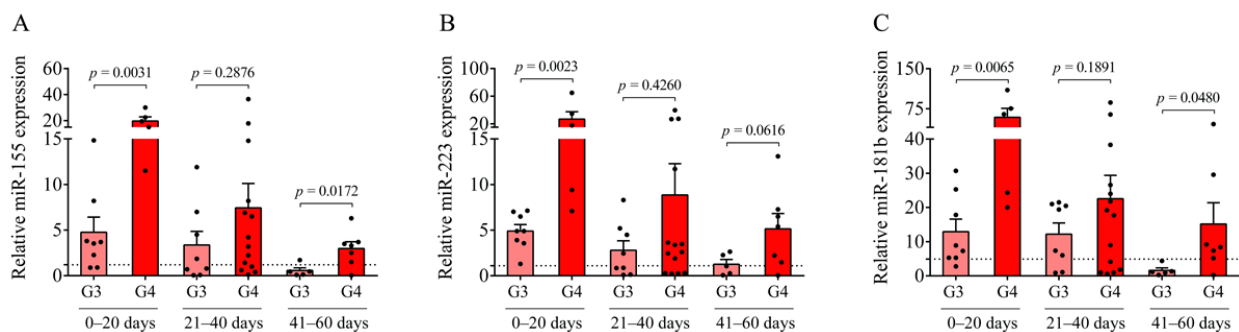 A
Relative miR-155 expression
60
40
20
15
10
5
0
p = 0.0031
p = 0.2876
p = 0.0172
G3 G4 G3 G4 G3 G4
0–20 days 21–40 days 41–60 days
B
Relative miR-223 expression
100
80
60
40
20
15
10
5
0
p = 0.0023
p = 0.4260
p = 0.0616
G3 G4 G3 G4 G3 G4
0–20 days 21–40 days 41–60 days
C
Relative miR-181b expression
150
75
40
30
20
10
0
p = 0.0065
p = 0.1891
p = 0.0480
G3 G4 G3 G4 G3 G4
0–20 days 21–40 days 41–60 days